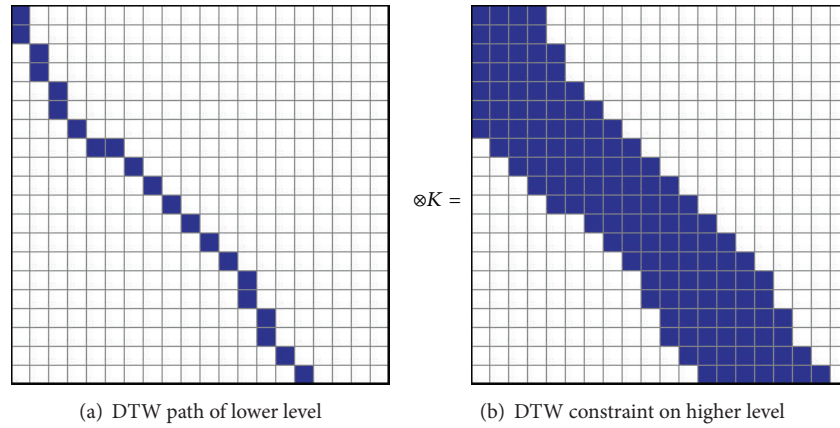 ⊗K =
(a) DTW path of lower level
(b) DTW constraint on higher level